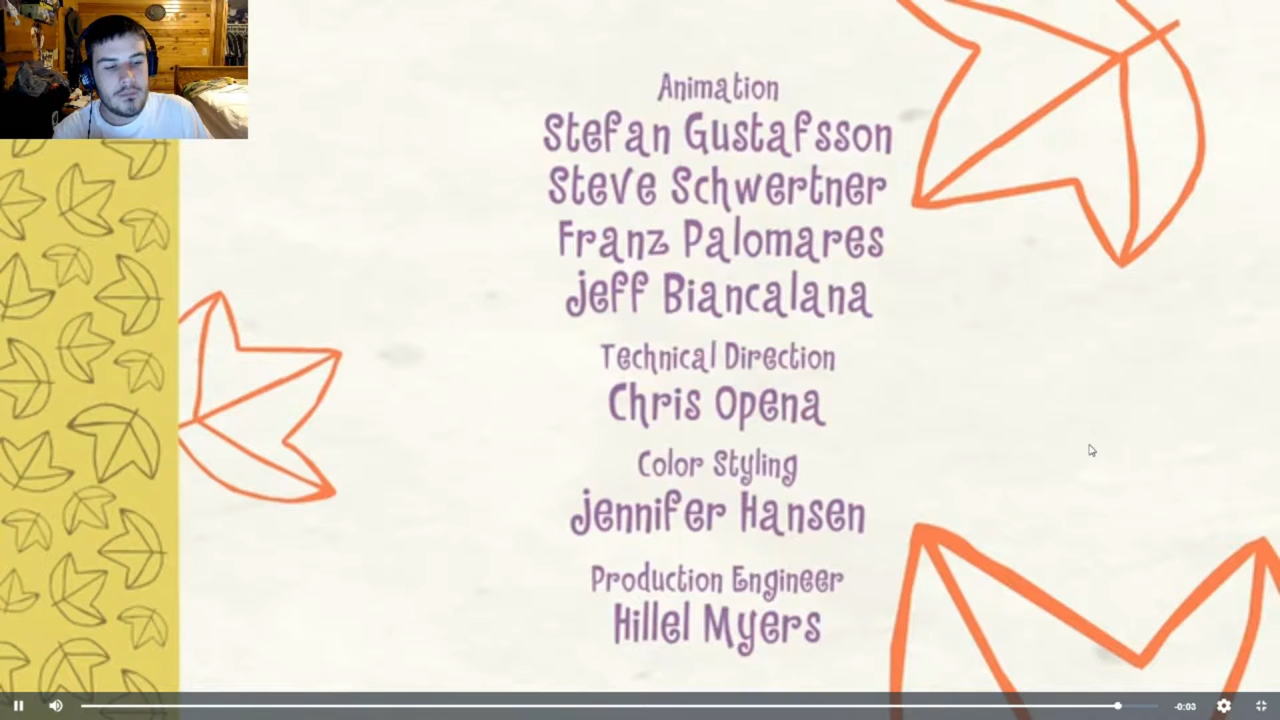 Animation
Stefan Gustafsson
Steve Schwertner
Franz Palomares
Jeff Biancalana
Technical Direction
Chris Opena
Color Styling
Jennifer Hansen
Production Engineer
Hillel Myers
-0:03